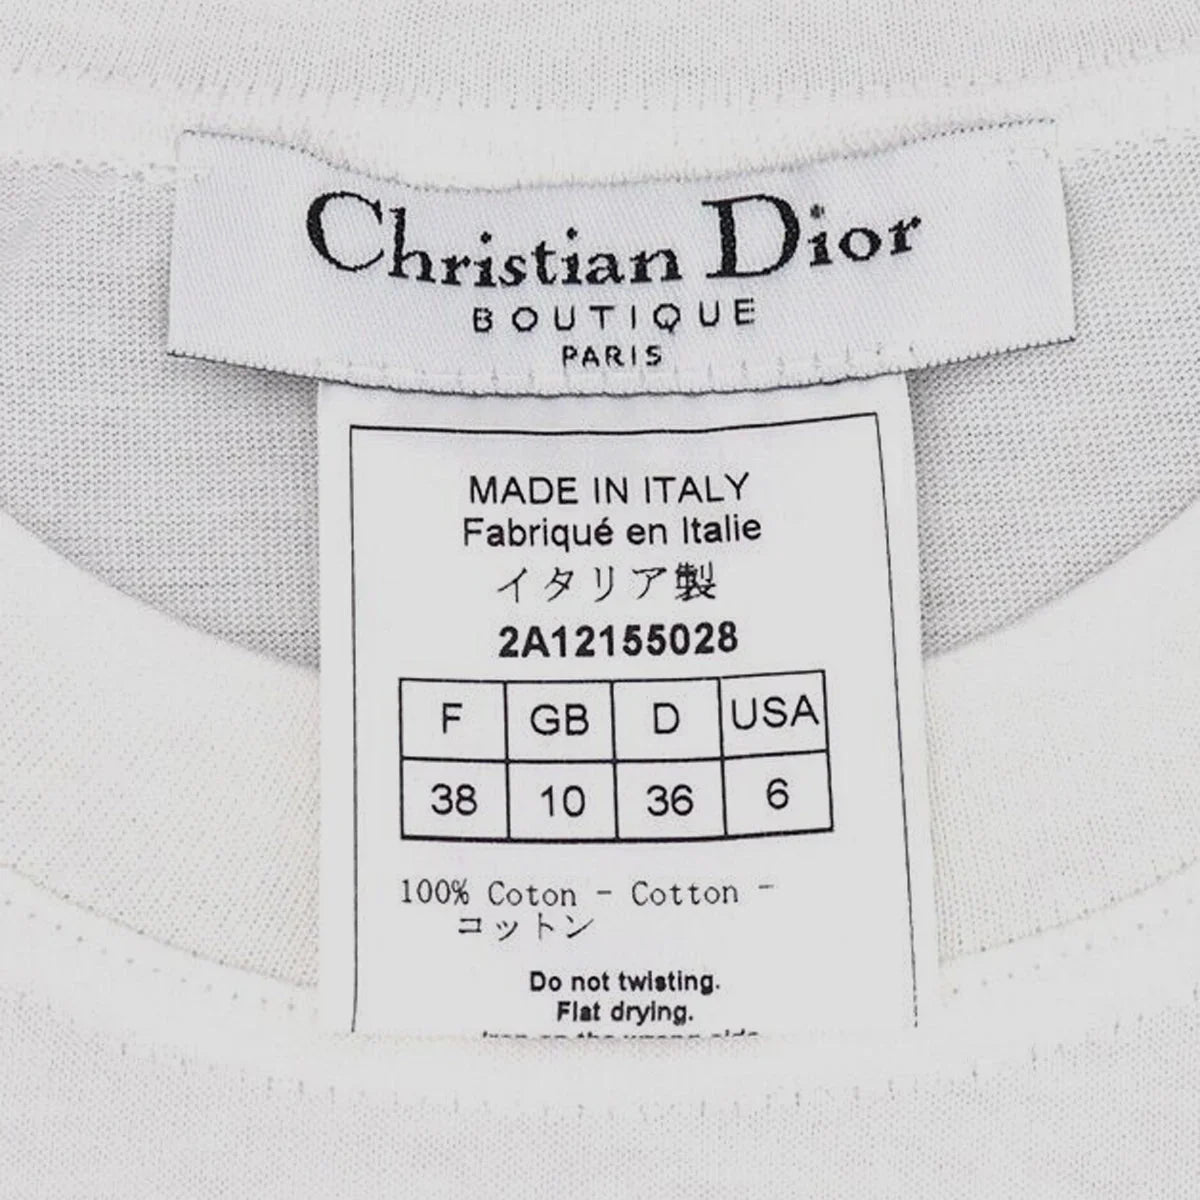 Christian Dior
BOUTIQUE
PARIS
MADE IN ITALY
Fabriqué en Italie
イタリア製
2A12155028
F GB D USA
38 10 36 6
100% Coton - Cotton -
コットン
Do not twisting.
Flat drying.